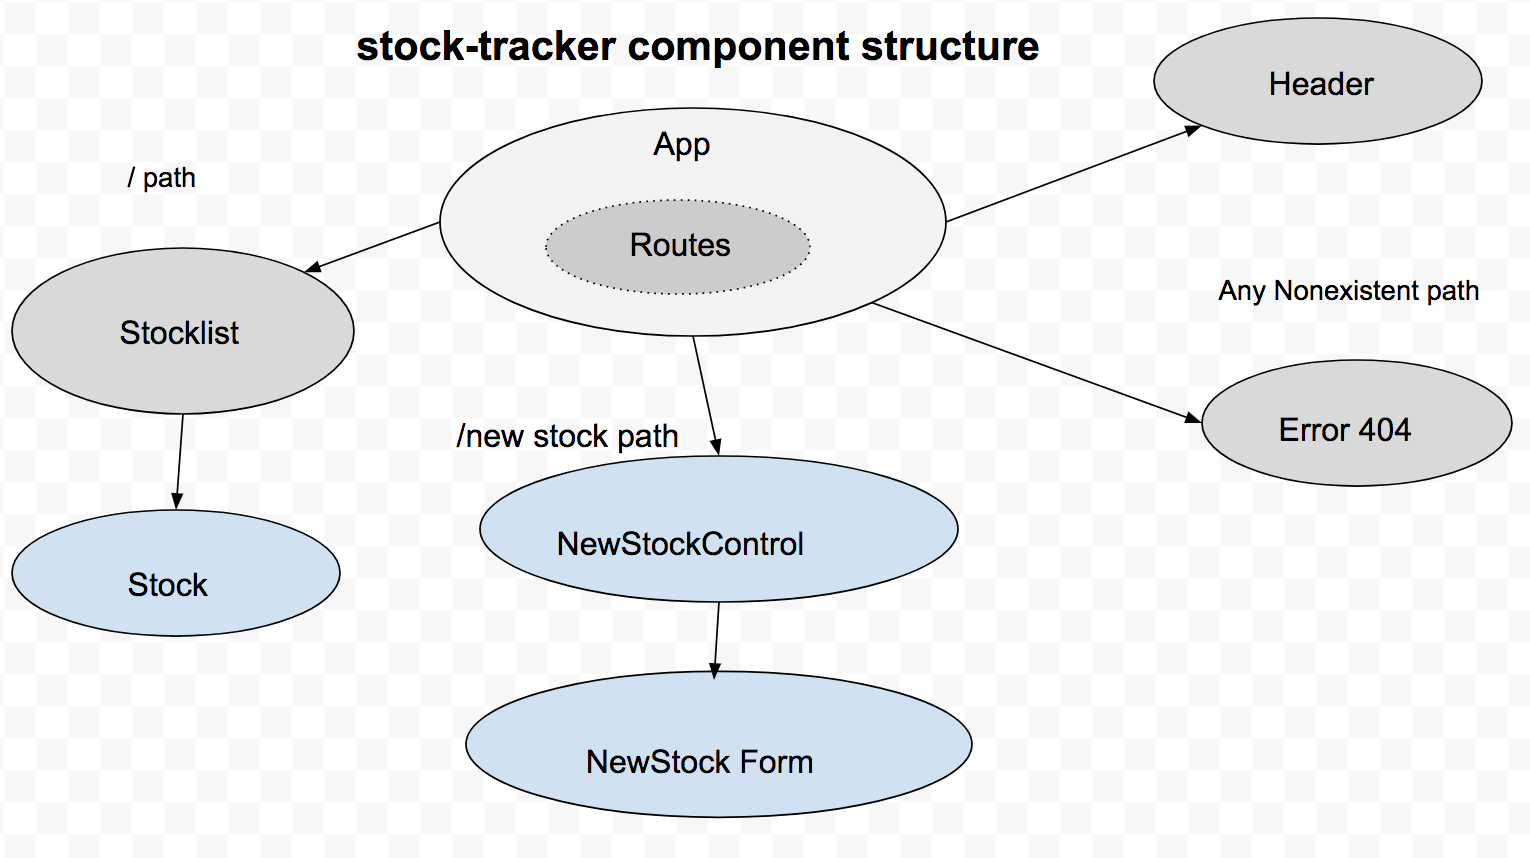 stock-tracker component structure
Header
App
/ path
Routes
Any Nonexistent path
Stocklist
Error 404
/new stock path
NewStockControl
Stock
NewStock Form